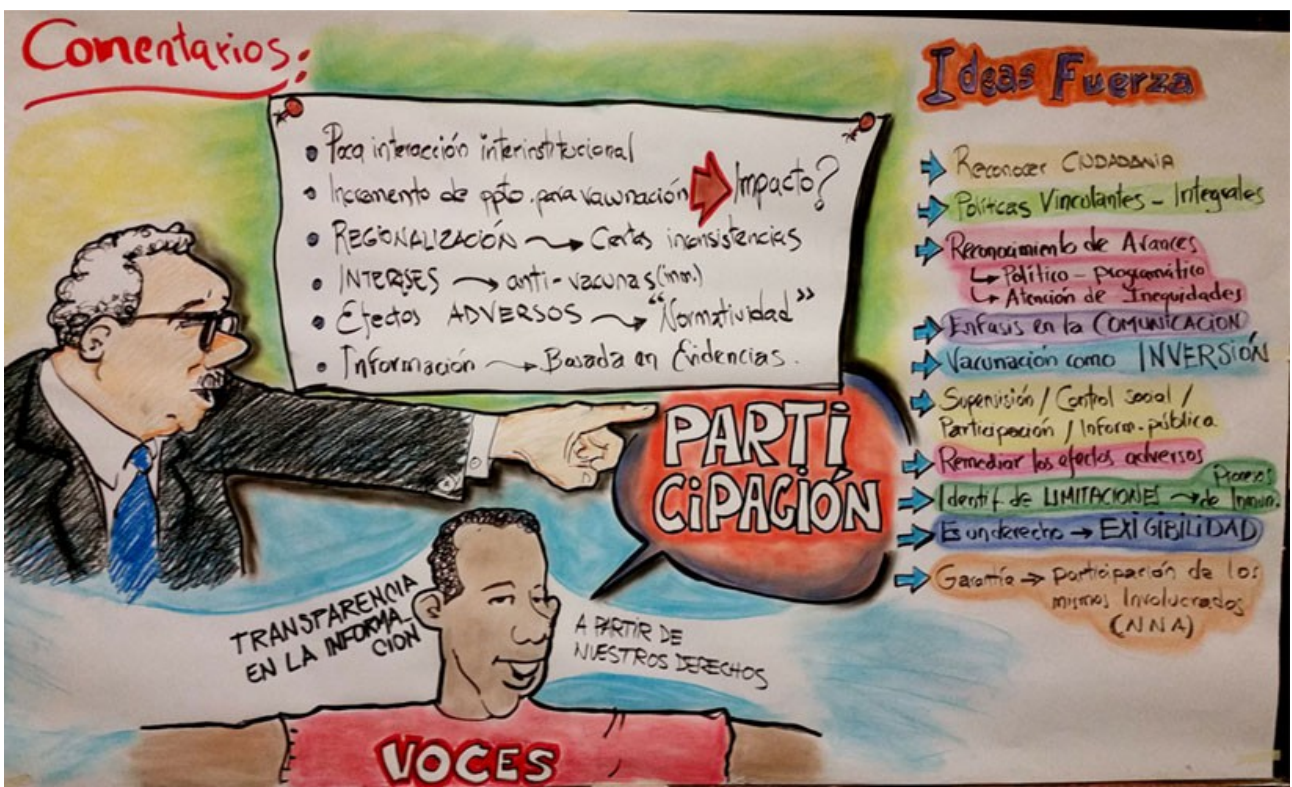 Comentarios:
• Poca interacción interinstitucional
• Incremento de ppto. para vacunación → Impacto?
• REGIONALIZACIÓN → Ciertas inconsistencias
• INTERESES → anti-vacunas (inm.)
• Efectos ADVERSOS → "Normatividad"
• Información → Basada en Evidencias.
PARTI
CIPACIÓN
TRANSPARENCIA
EN LA INFORMA-
CIÓN
A PARTIR DE
NUESTROS DERECHOS
VOCES
Ideas Fuerza
Reconocer CIUDADANIA
Políticas Vinculantes - Integrales
Reconocimiento de Avances
↳ Político - programático
↳ Atención de Inequidades
Enfasis en la COMUNICACION
Vacunación como INVERSIÓN
Supervisión / Control social /
Participación / Inform. pública
Remediar los efectos adversos
Identif. de LIMITACIONES → Procesos
de Inmun.
Es un derecho → EXIGIBILIDAD
Garantía → participación de los
mismos Involucrados
(NNA)